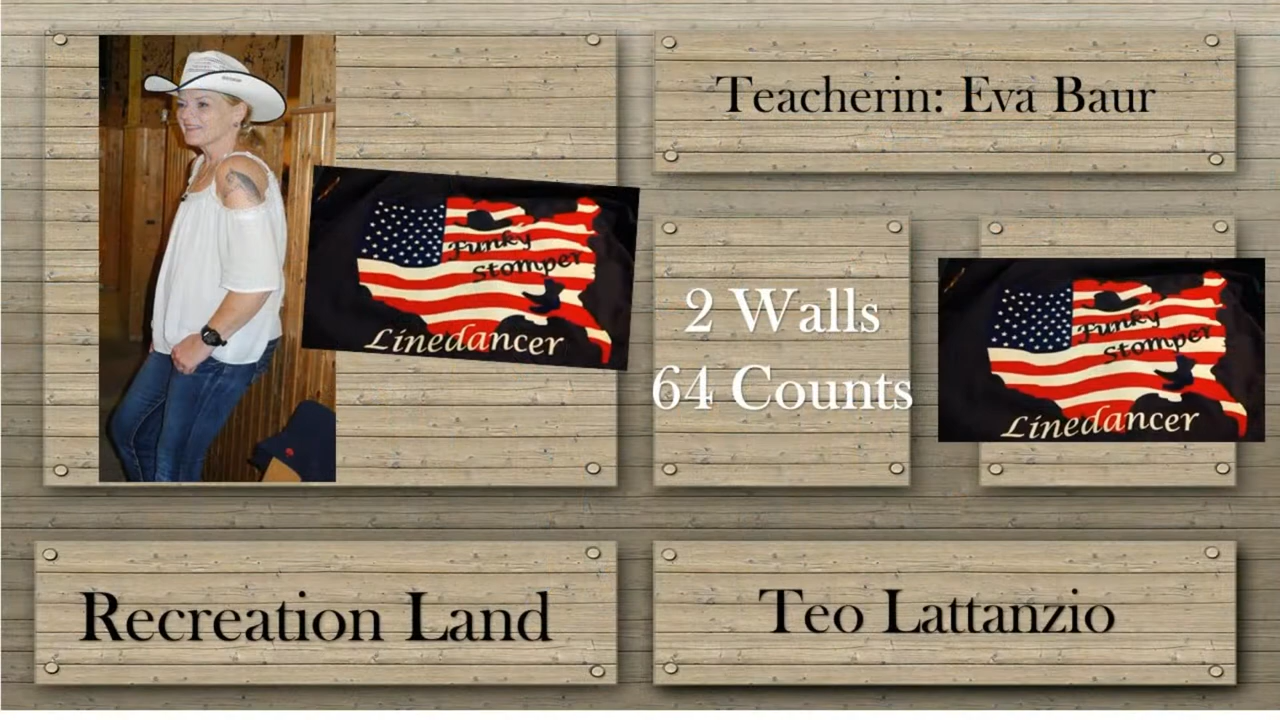 Teacherin: Eva Baur
Funky
Stomper
Linedancer
2 Walls
64 Counts
Funky
Stomper
Linedancer
Recreation Land
Teo Lattanzio